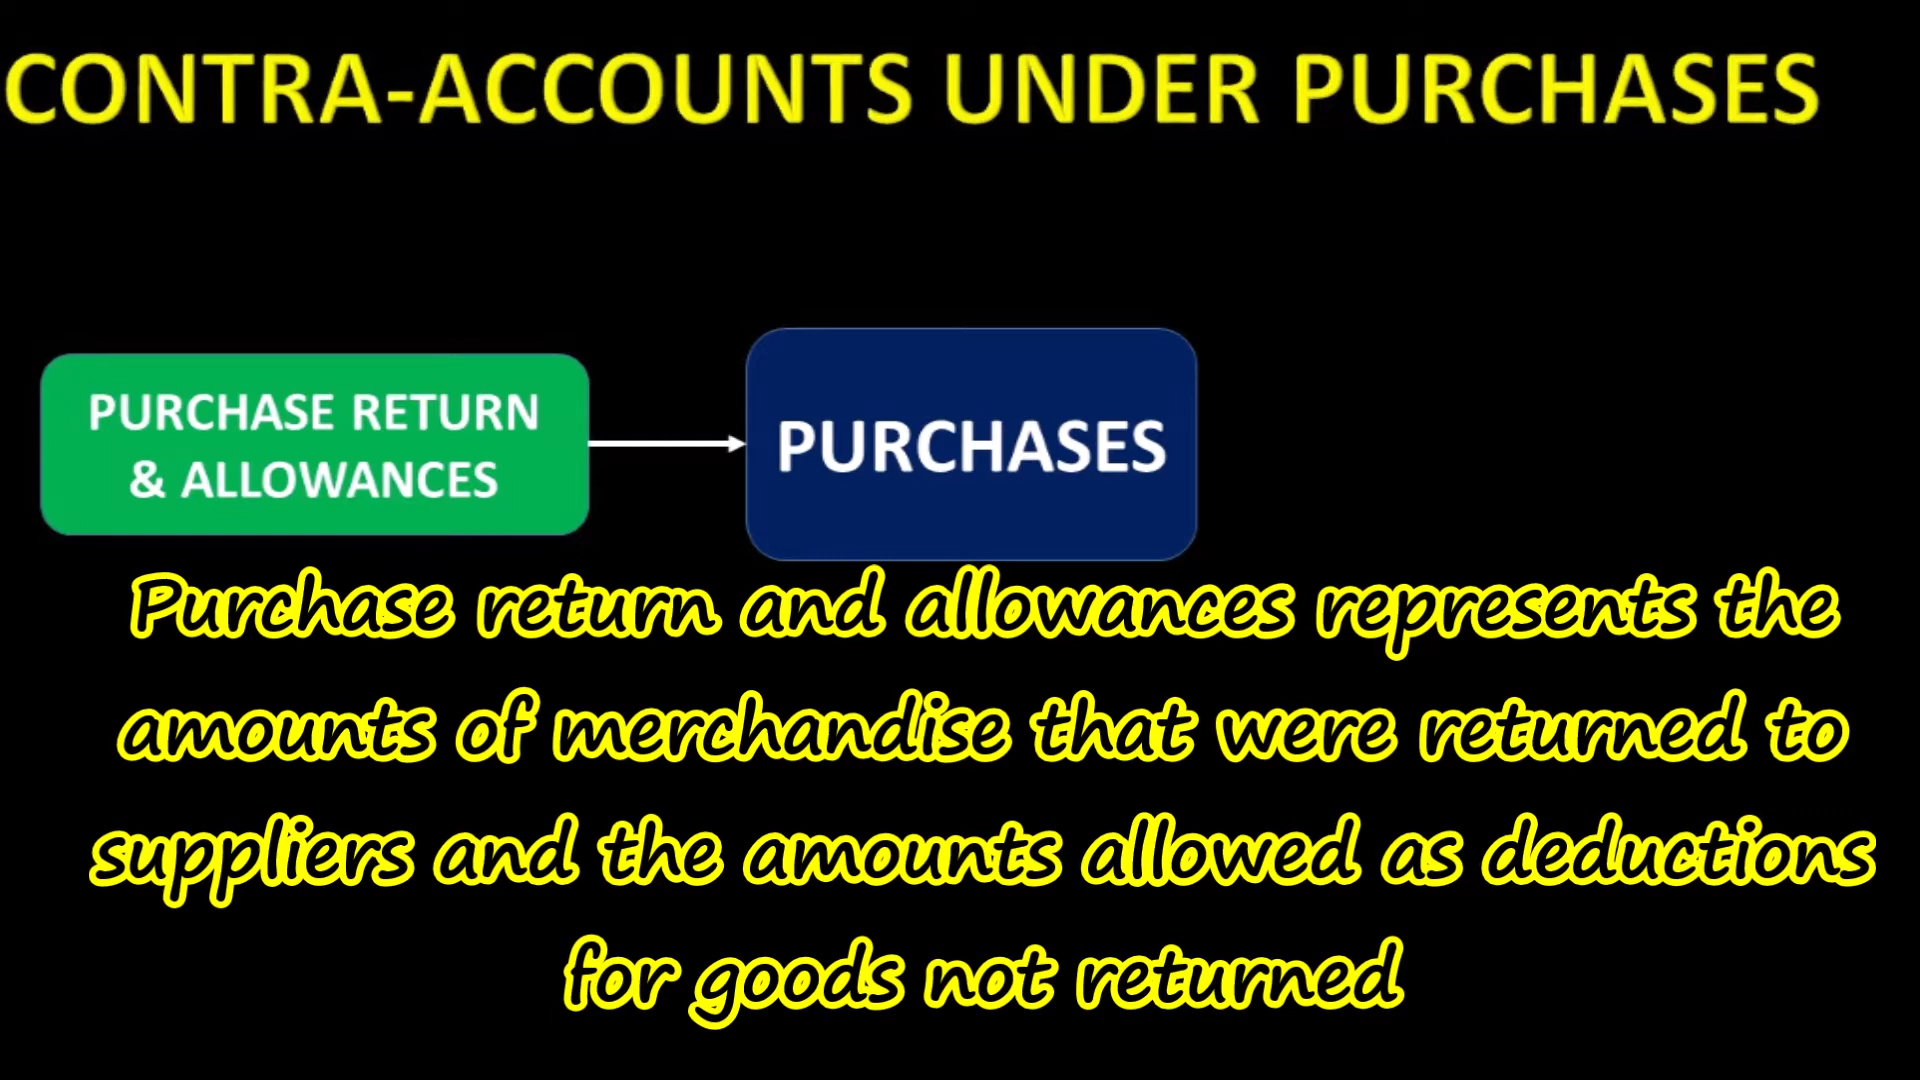 CONTRA-ACCOUNTS UNDER PURCHASES
PURCHASE RETURN
& ALLOWANCES
PURCHASES
Purchase return and allowances represents the
amounts of merchandise that were returned to
suppliers and the amounts allowed as deductions
for goods not returned